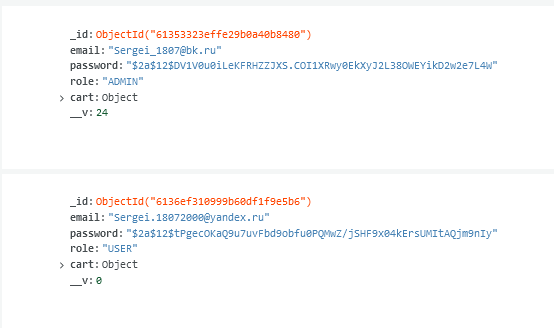 _id: ObjectId("61353323effe29b0a40b8480")
email: "Sergei_1807@bk.ru"
password: "$2a$12$DV1V0u0iLeKFRHZZJXS.COI1XRwy0EkXyJ2L38OWEYikD2w2e7L4W"
role: "ADMIN"
cart: Object
__v: 24
_id: ObjectId("6136ef310999b60df1f9e5b6")
email: "Sergei.18072000@yandex.ru"
password: "$2a$12$tPgecOKaQ9u7uvFbd9obfu0PQMwZ/jSHF9x04kErsUMItAQjm9nIy"
role: "USER"
cart: Object
__v: 0